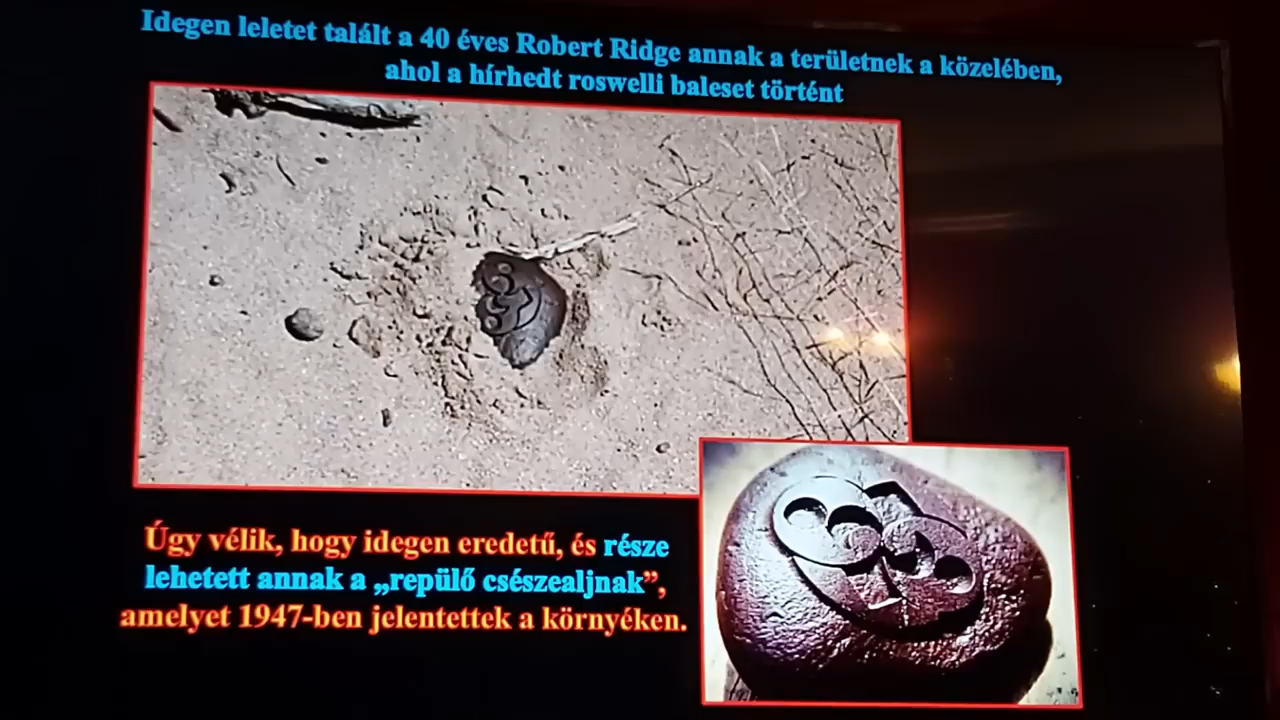 Idegen leletet talált a 40 éves Robert Ridge annak a területnek a közelében,
ahol a hírhedt roswelli baleset történt
Úgy vélik, hogy idegen eredetű, és része
lehetett annak a „repülő csészealjnak”,
amelyet 1947-ben jelentettek a környéken.